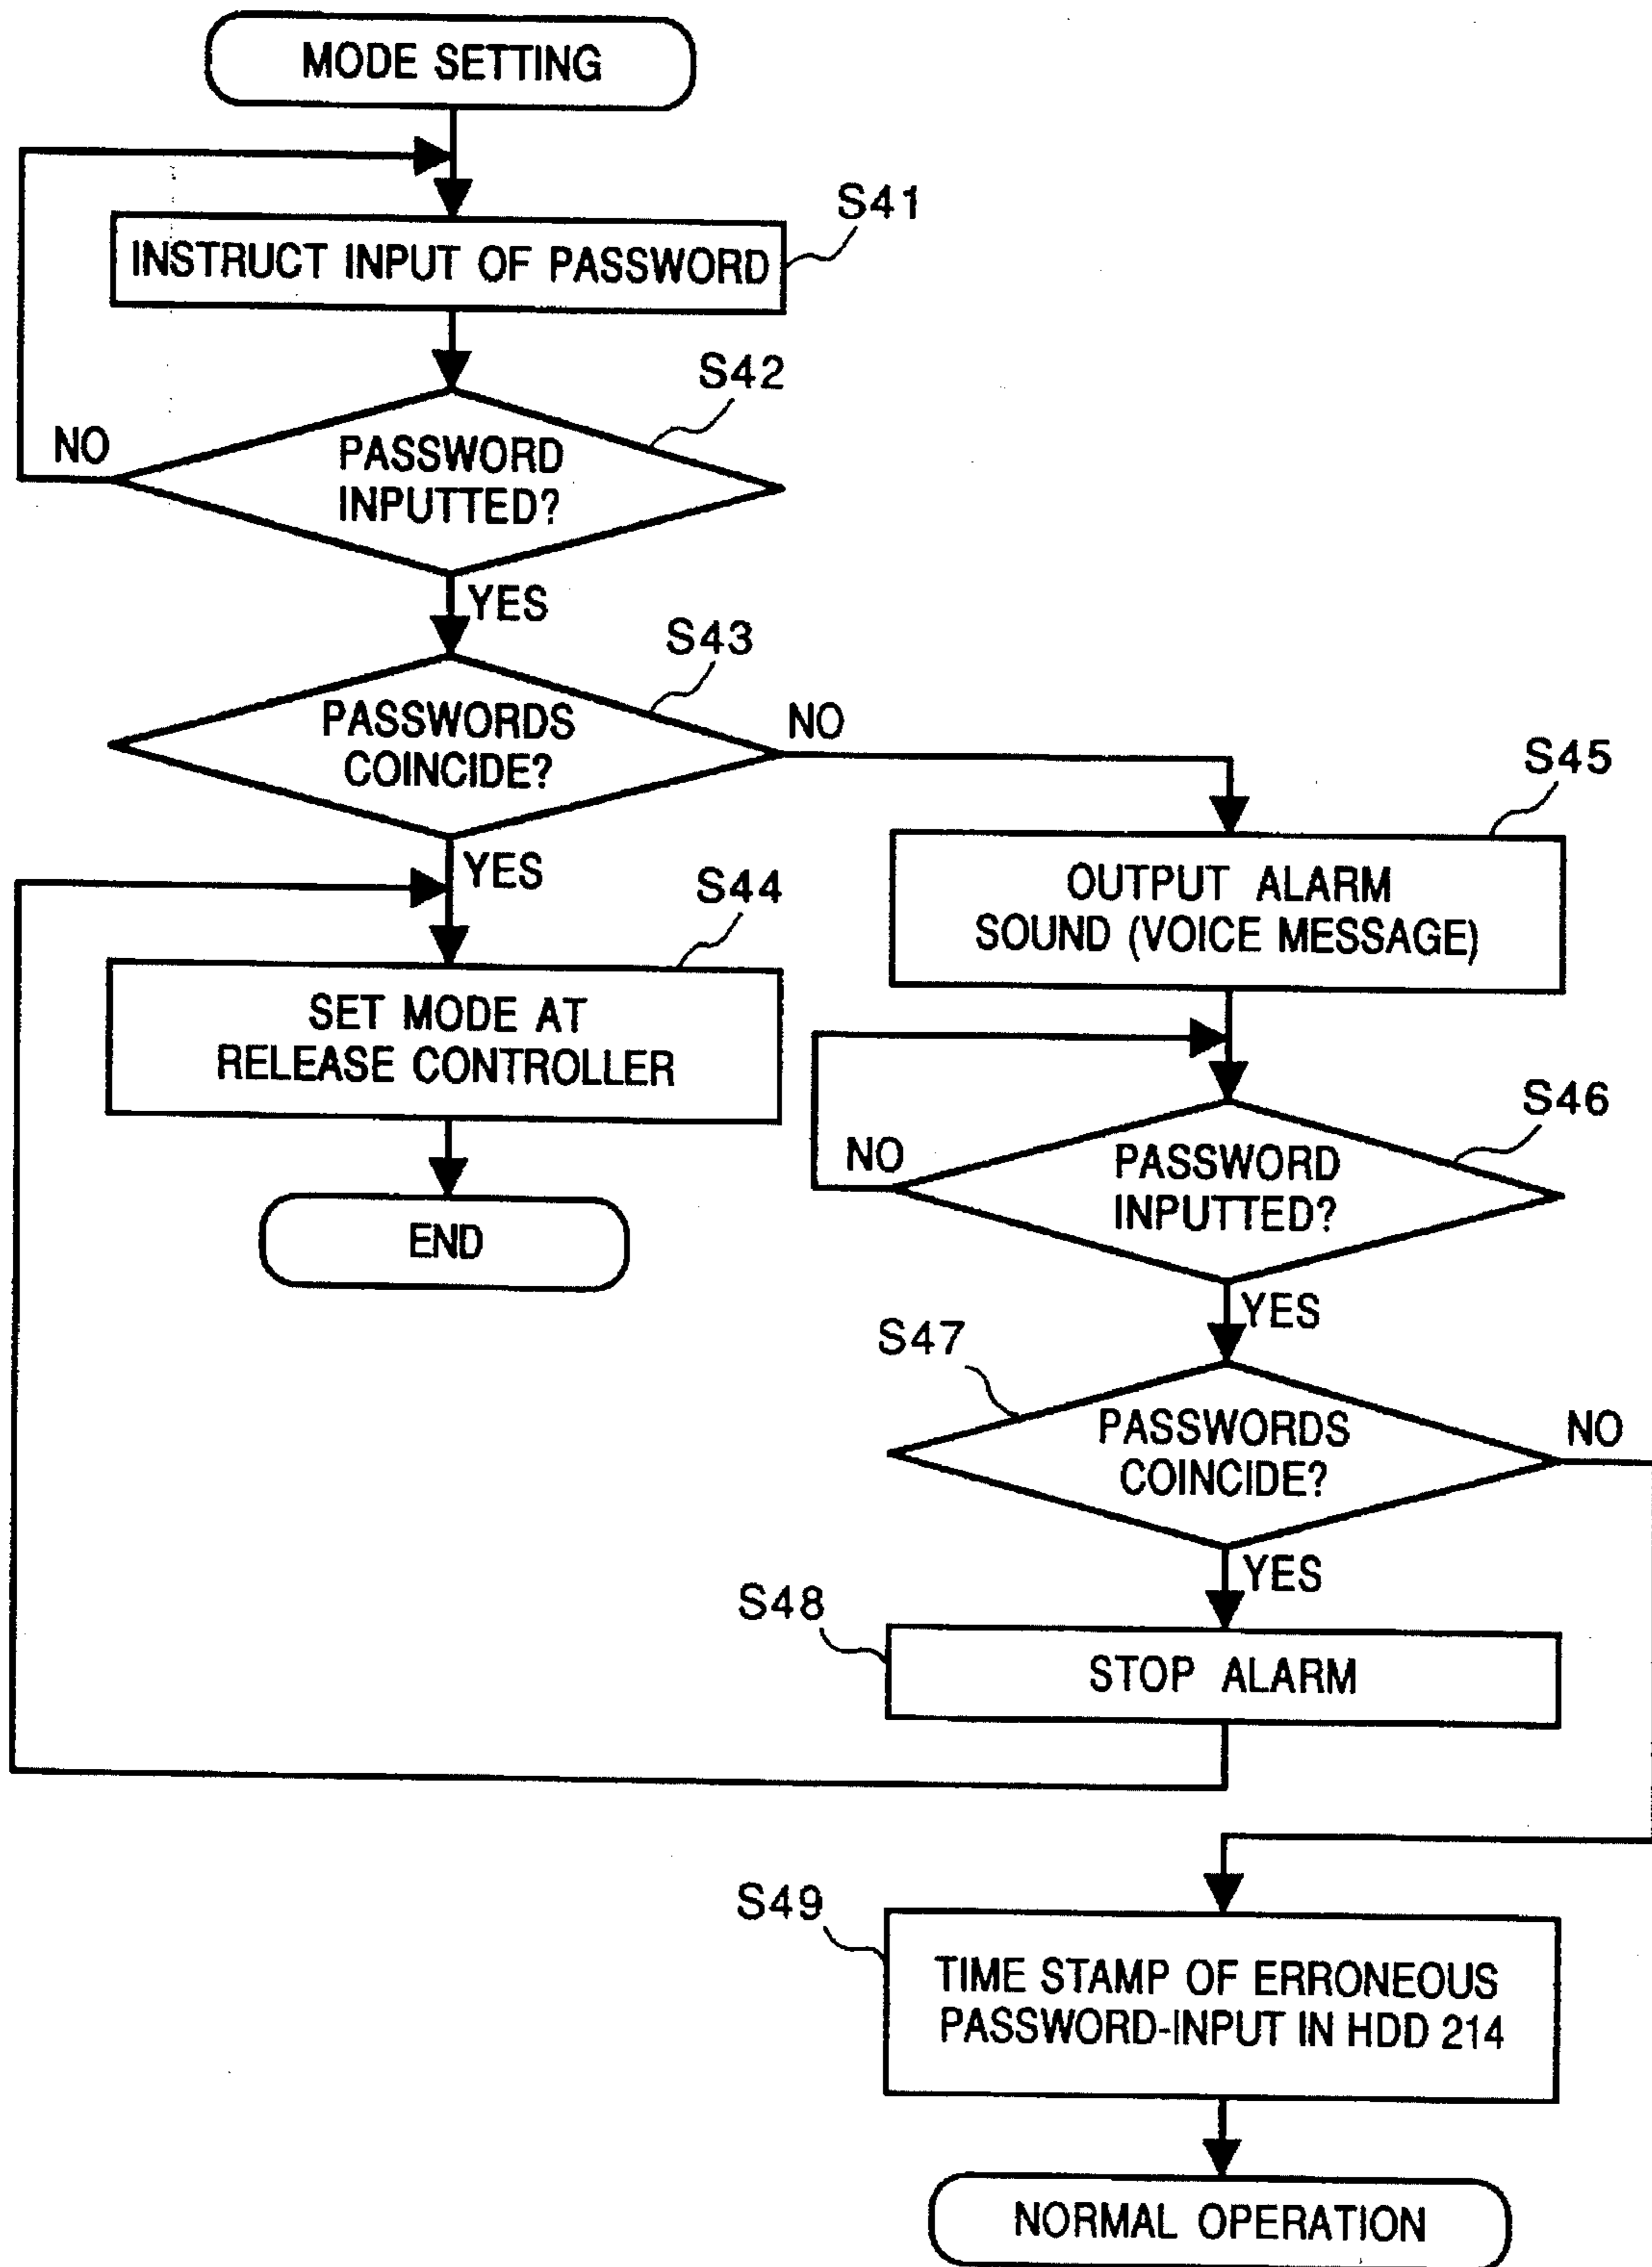 MODE SETTING
S41
INSTRUCT INPUT OF PASSWORD
S42
NO
PASSWORD
INPUTTED?
YES
S43
PASSWORDS
COINCIDE?
NO
YES
S44
SET MODE AT
RELEASE CONTROLLER
END
S45
OUTPUT ALARM
SOUND (VOICE MESSAGE)
S46
NO
PASSWORD
INPUTTED?
YES
S47
PASSWORDS
COINCIDE?
NO
YES
S48
STOP ALARM
S49
TIME STAMP OF ERRONEOUS
PASSWORD-INPUT IN HDD 214
NORMAL OPERATION